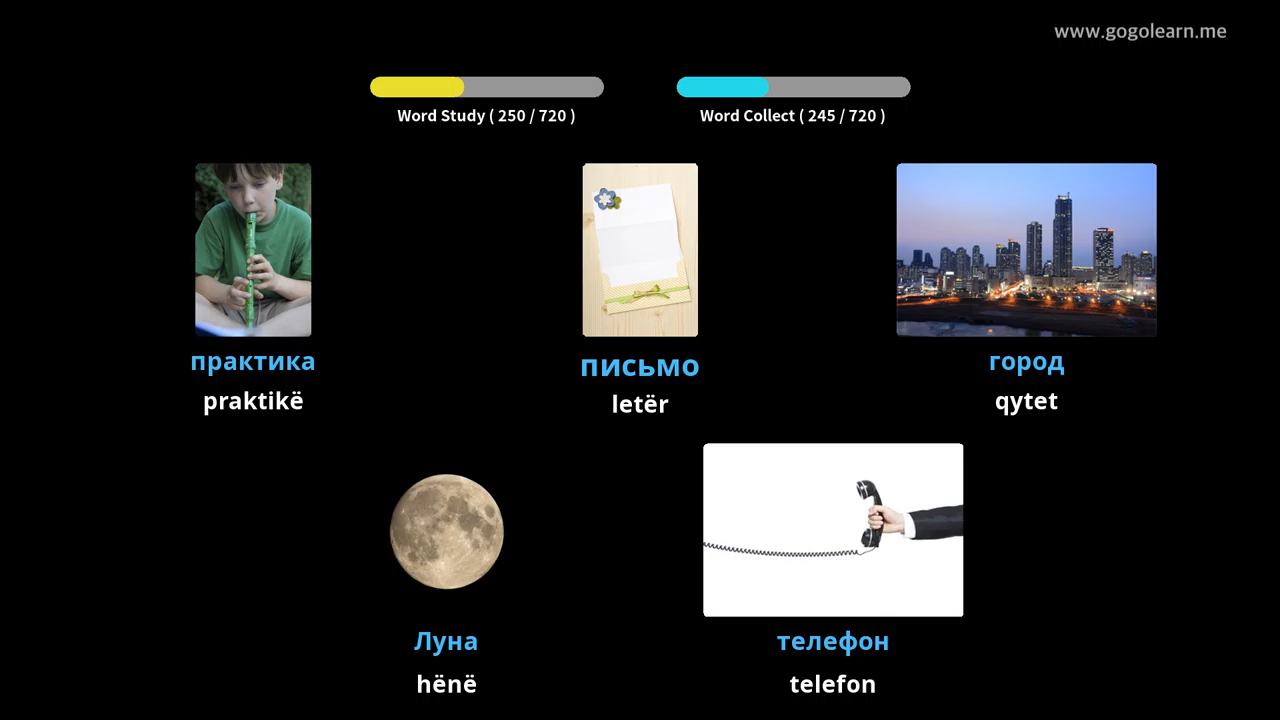 www.gogolearn.me
Word Study ( 250 / 720 )
Word Collect ( 245 / 720 )
практика
praktikë
письмо
letër
город
qytet
Луна
hënë
телефон
telefon